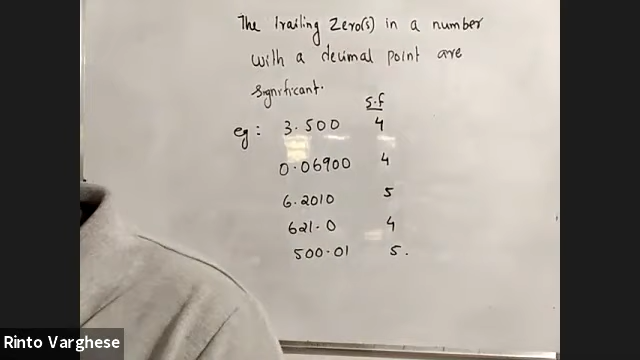 The trailing zero(s) in a number
with a decimal point are
significant.
S.F
eg: 3.500 4
0.06900 4
6.2010 5
621.0 4
500.01 5.
Rinto Varghese